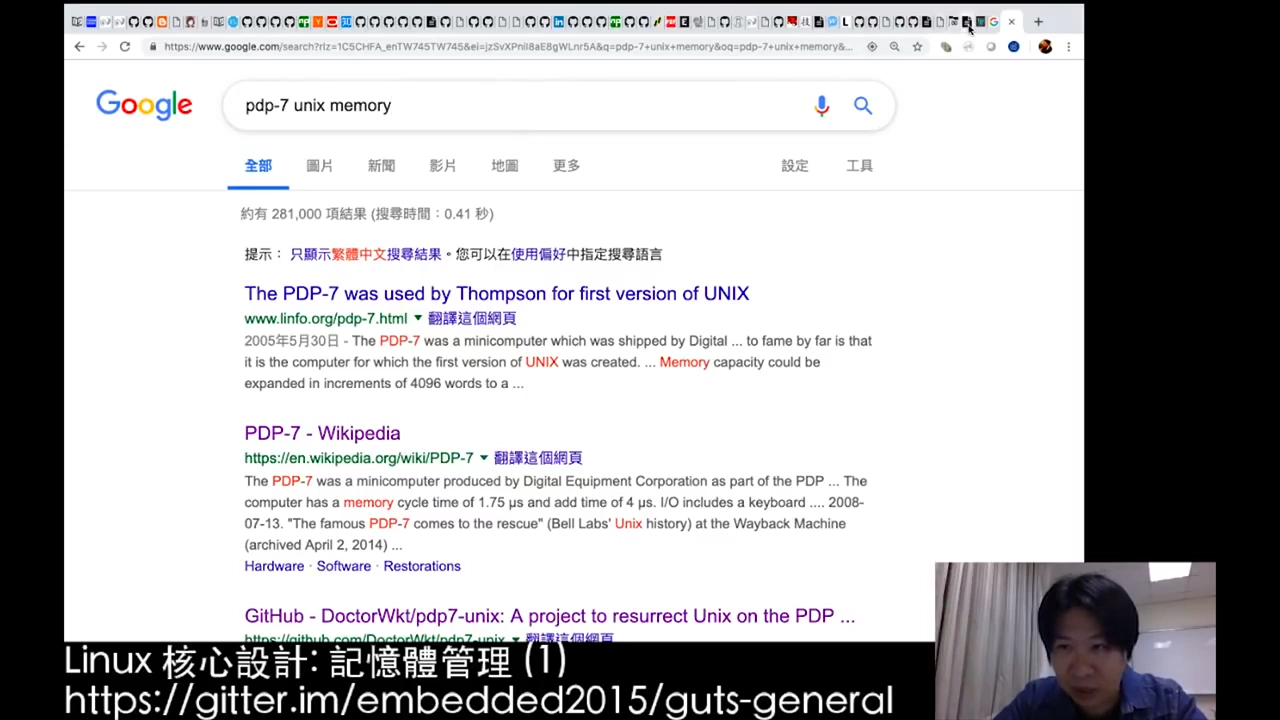 https://www.google.com/search?rlz=1C5CHFA_enTW745TW745&ei=jzSvXPniI8aE8gWLnr5A&q=pdp-7+unix+memory&oq=pdp-7+unix+memory&...
Google
pdp-7 unix memory
全部 圖片 新聞 影片 地圖 更多 設定 工具
約有 281,000 項結果 (搜尋時間：0.41 秒)
提示： 只顯示繁體中文搜尋結果。您可以在使用偏好中指定搜尋語言
The PDP-7 was used by Thompson for first version of UNIX
www.linfo.org/pdp-7.html 翻譯這個網頁
2005年5月30日 - The PDP-7 was a minicomputer which was shipped by Digital ... to fame by far is that
it is the computer for which the first version of UNIX was created. ... Memory capacity could be
expanded in increments of 4096 words to a ...
PDP-7 - Wikipedia
https://en.wikipedia.org/wiki/PDP-7 翻譯這個網頁
The PDP-7 was a minicomputer produced by Digital Equipment Corporation as part of the PDP ... The
computer has a memory cycle time of 1.75 μs and add time of 4 μs. I/O includes a keyboard .... 2008-
07-13. "The famous PDP-7 comes to the rescue" (Bell Labs' Unix history) at the Wayback Machine
(archived April 2, 2014) ...
Hardware · Software · Restorations
GitHub - DoctorWkt/pdp7-unix: A project to resurrect Unix on the PDP ...
https://github.com/DoctorWkt/pdp7-unix 翻譯這個網頁
Linux 核心設計: 記憶體管理 (1)
https://gitter.im/embedded2015/guts-general